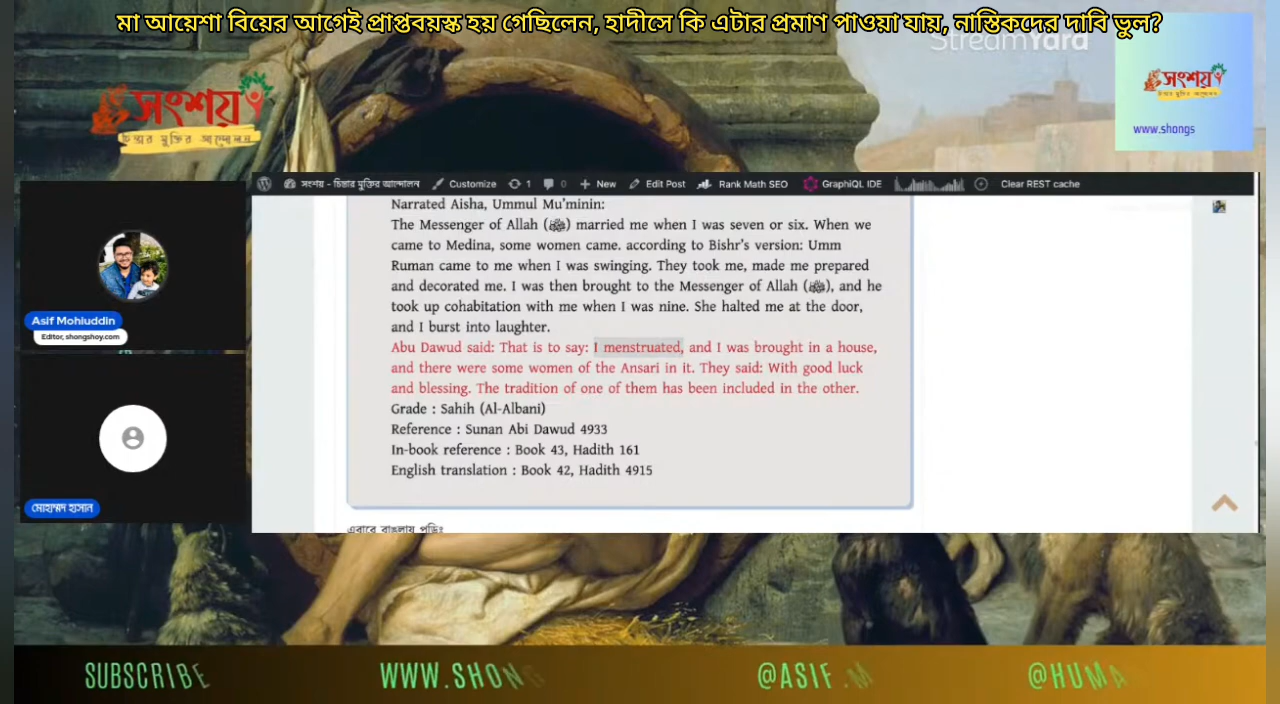 মা আয়েশা বিয়ের আগেই প্রাপ্তবয়স্ক হয় গেছিলেন, হাদীসে কি এটার প্রমাণ পাওয়া যায়, নাস্তিকদের দাবি ভুল?
StreamYard
সংশয়
চিন্তার মুক্তির আন্দোলন
সংশয়
www.shongs
সংশয় - চিন্তার মুক্তির আন্দোলন Customize 1 0 + New Edit Post Rank Math SEO GraphiQL IDE Clear REST cache
Narrated Aisha, Ummul Mu'minin:
The Messenger of Allah (ﷺ) married me when I was seven or six. When we
came to Medina, some women came. according to Bishr's version: Umm
Ruman came to me when I was swinging. They took me, made me prepared
and decorated me. I was then brought to the Messenger of Allah (ﷺ), and he
took up cohabitation with me when I was nine. She halted me at the door,
and I burst into laughter.
Abu Dawud said: That is to say: I menstruated, and I was brought in a house,
and there were some women of the Ansari in it. They said: With good luck
and blessing. The tradition of one of them has been included in the other.
Grade : Sahih (Al-Albani)
Reference : Sunan Abi Dawud 4933
In-book reference : Book 43, Hadith 161
English translation : Book 42, Hadith 4915
এবারে বাঙলায় পড়িঃ
Asif Mohiuddin
Editor, shongshoy.com
মোহাম্মদ হাসান
SUBSCRIBE WWW.SHON @ASIF.M @HUMA